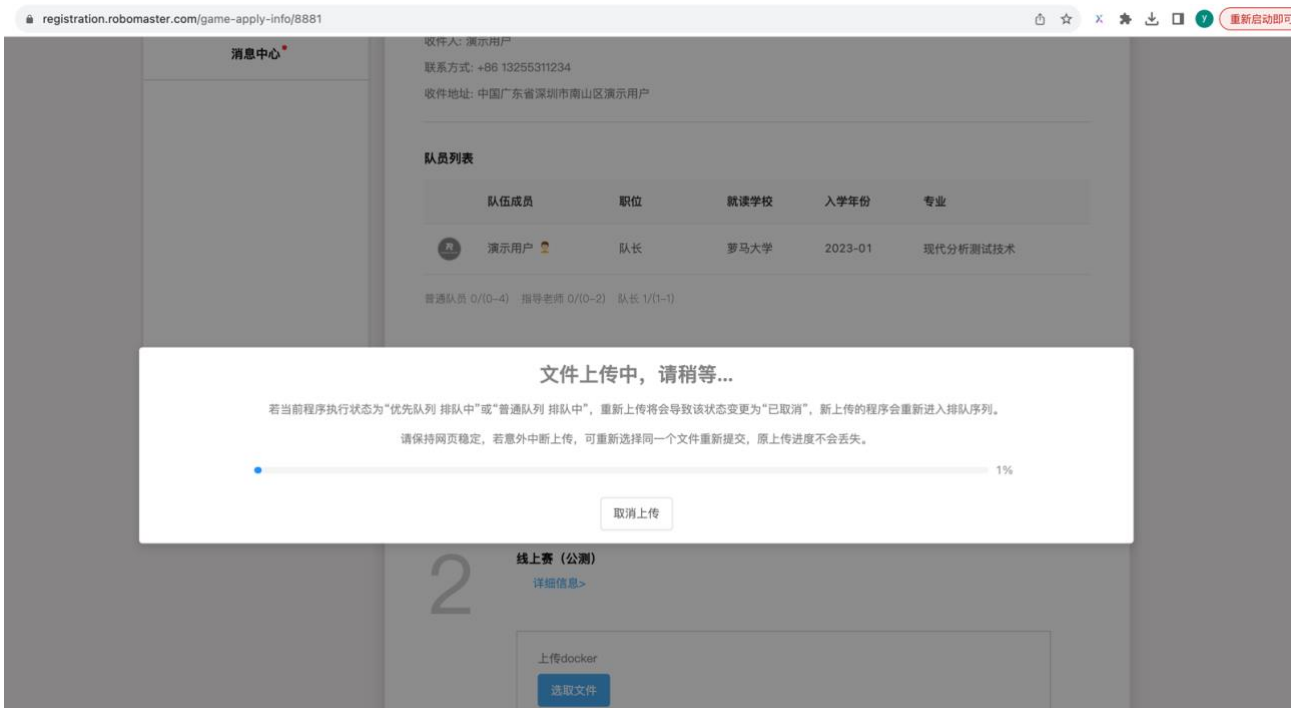 registration.robomaster.com/game-apply-info/8881
X
y
重新启动即可
消息中心
收件人: 演示用户
联系方式: +86 13255311234
收件地址: 中国广东省深圳市南山区演示用户
队员列表
队伍成员 职位 就读学校 入学年份 专业
演示用户 队长 萝马大学 2023-01 现代分析测试技术
普通队员 0/(0-4) 指导老师 0/(0-2) 队长 1/(1-1)
文件上传中，请稍等...
若当前程序执行状态为“优先队列 排队中”或“普通队列 排队中”，重新上传将会导致该状态变更为“已取消”，新上传的程序会重新进入排队序列。
请保持网页稳定，若意外中断上传，可重新选择同一个文件重新提交，原上传进度不会丢失。
1%
取消上传
2
线上赛（公测）
详细信息>
上传docker
选取文件